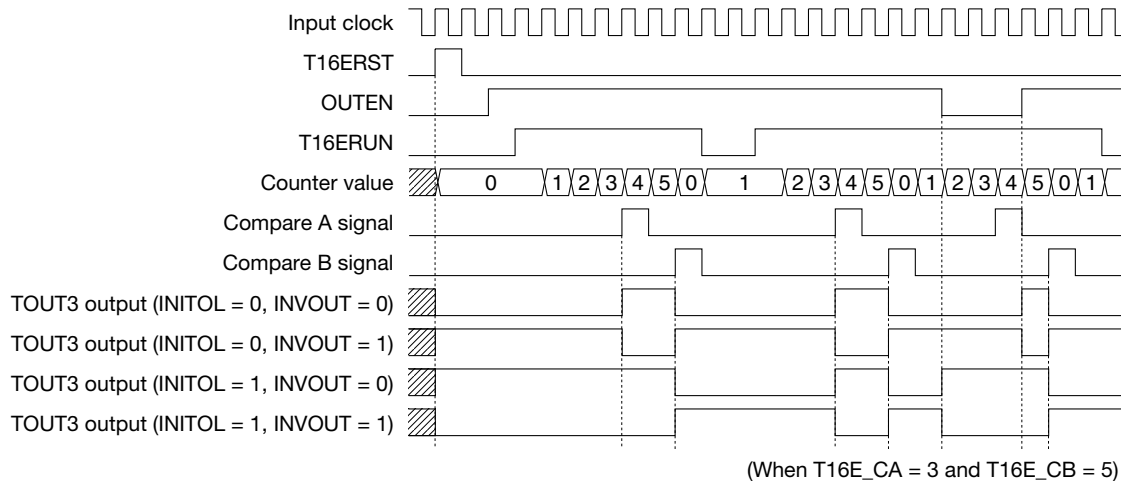 Input clock
T16ERST
OUTEN
T16ERUN
Counter value 0 1 2 3 4 5 0 1 2 3 4 5 0 1 2 3 4 5 0 1
Compare A signal
Compare B signal
TOUT3 output (INITOL = 0, INVOUT = 0)
TOUT3 output (INITOL = 0, INVOUT = 1)
TOUT3 output (INITOL = 1, INVOUT = 0)
TOUT3 output (INITOL = 1, INVOUT = 1)
(When T16E_CA = 3 and T16E_CB = 5)